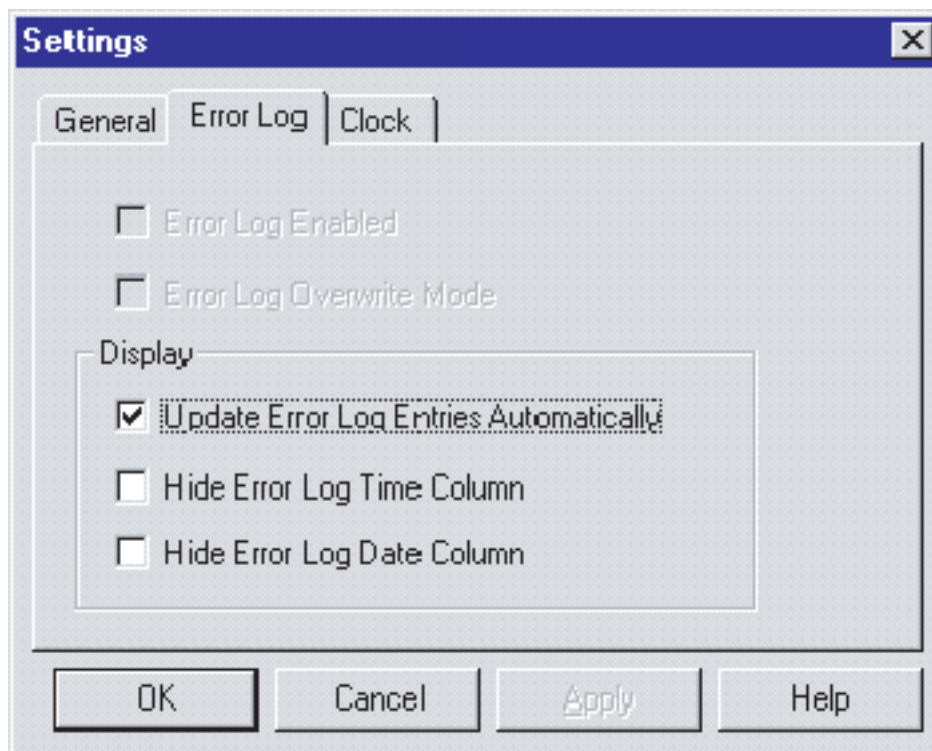 Settings
General Error Log Clock
Error Log Enabled
Error Log Overwrite Mode
Display
Update Error Log Entries Automatically
Hide Error Log Time Column
Hide Error Log Date Column
OK Cancel Apply Help